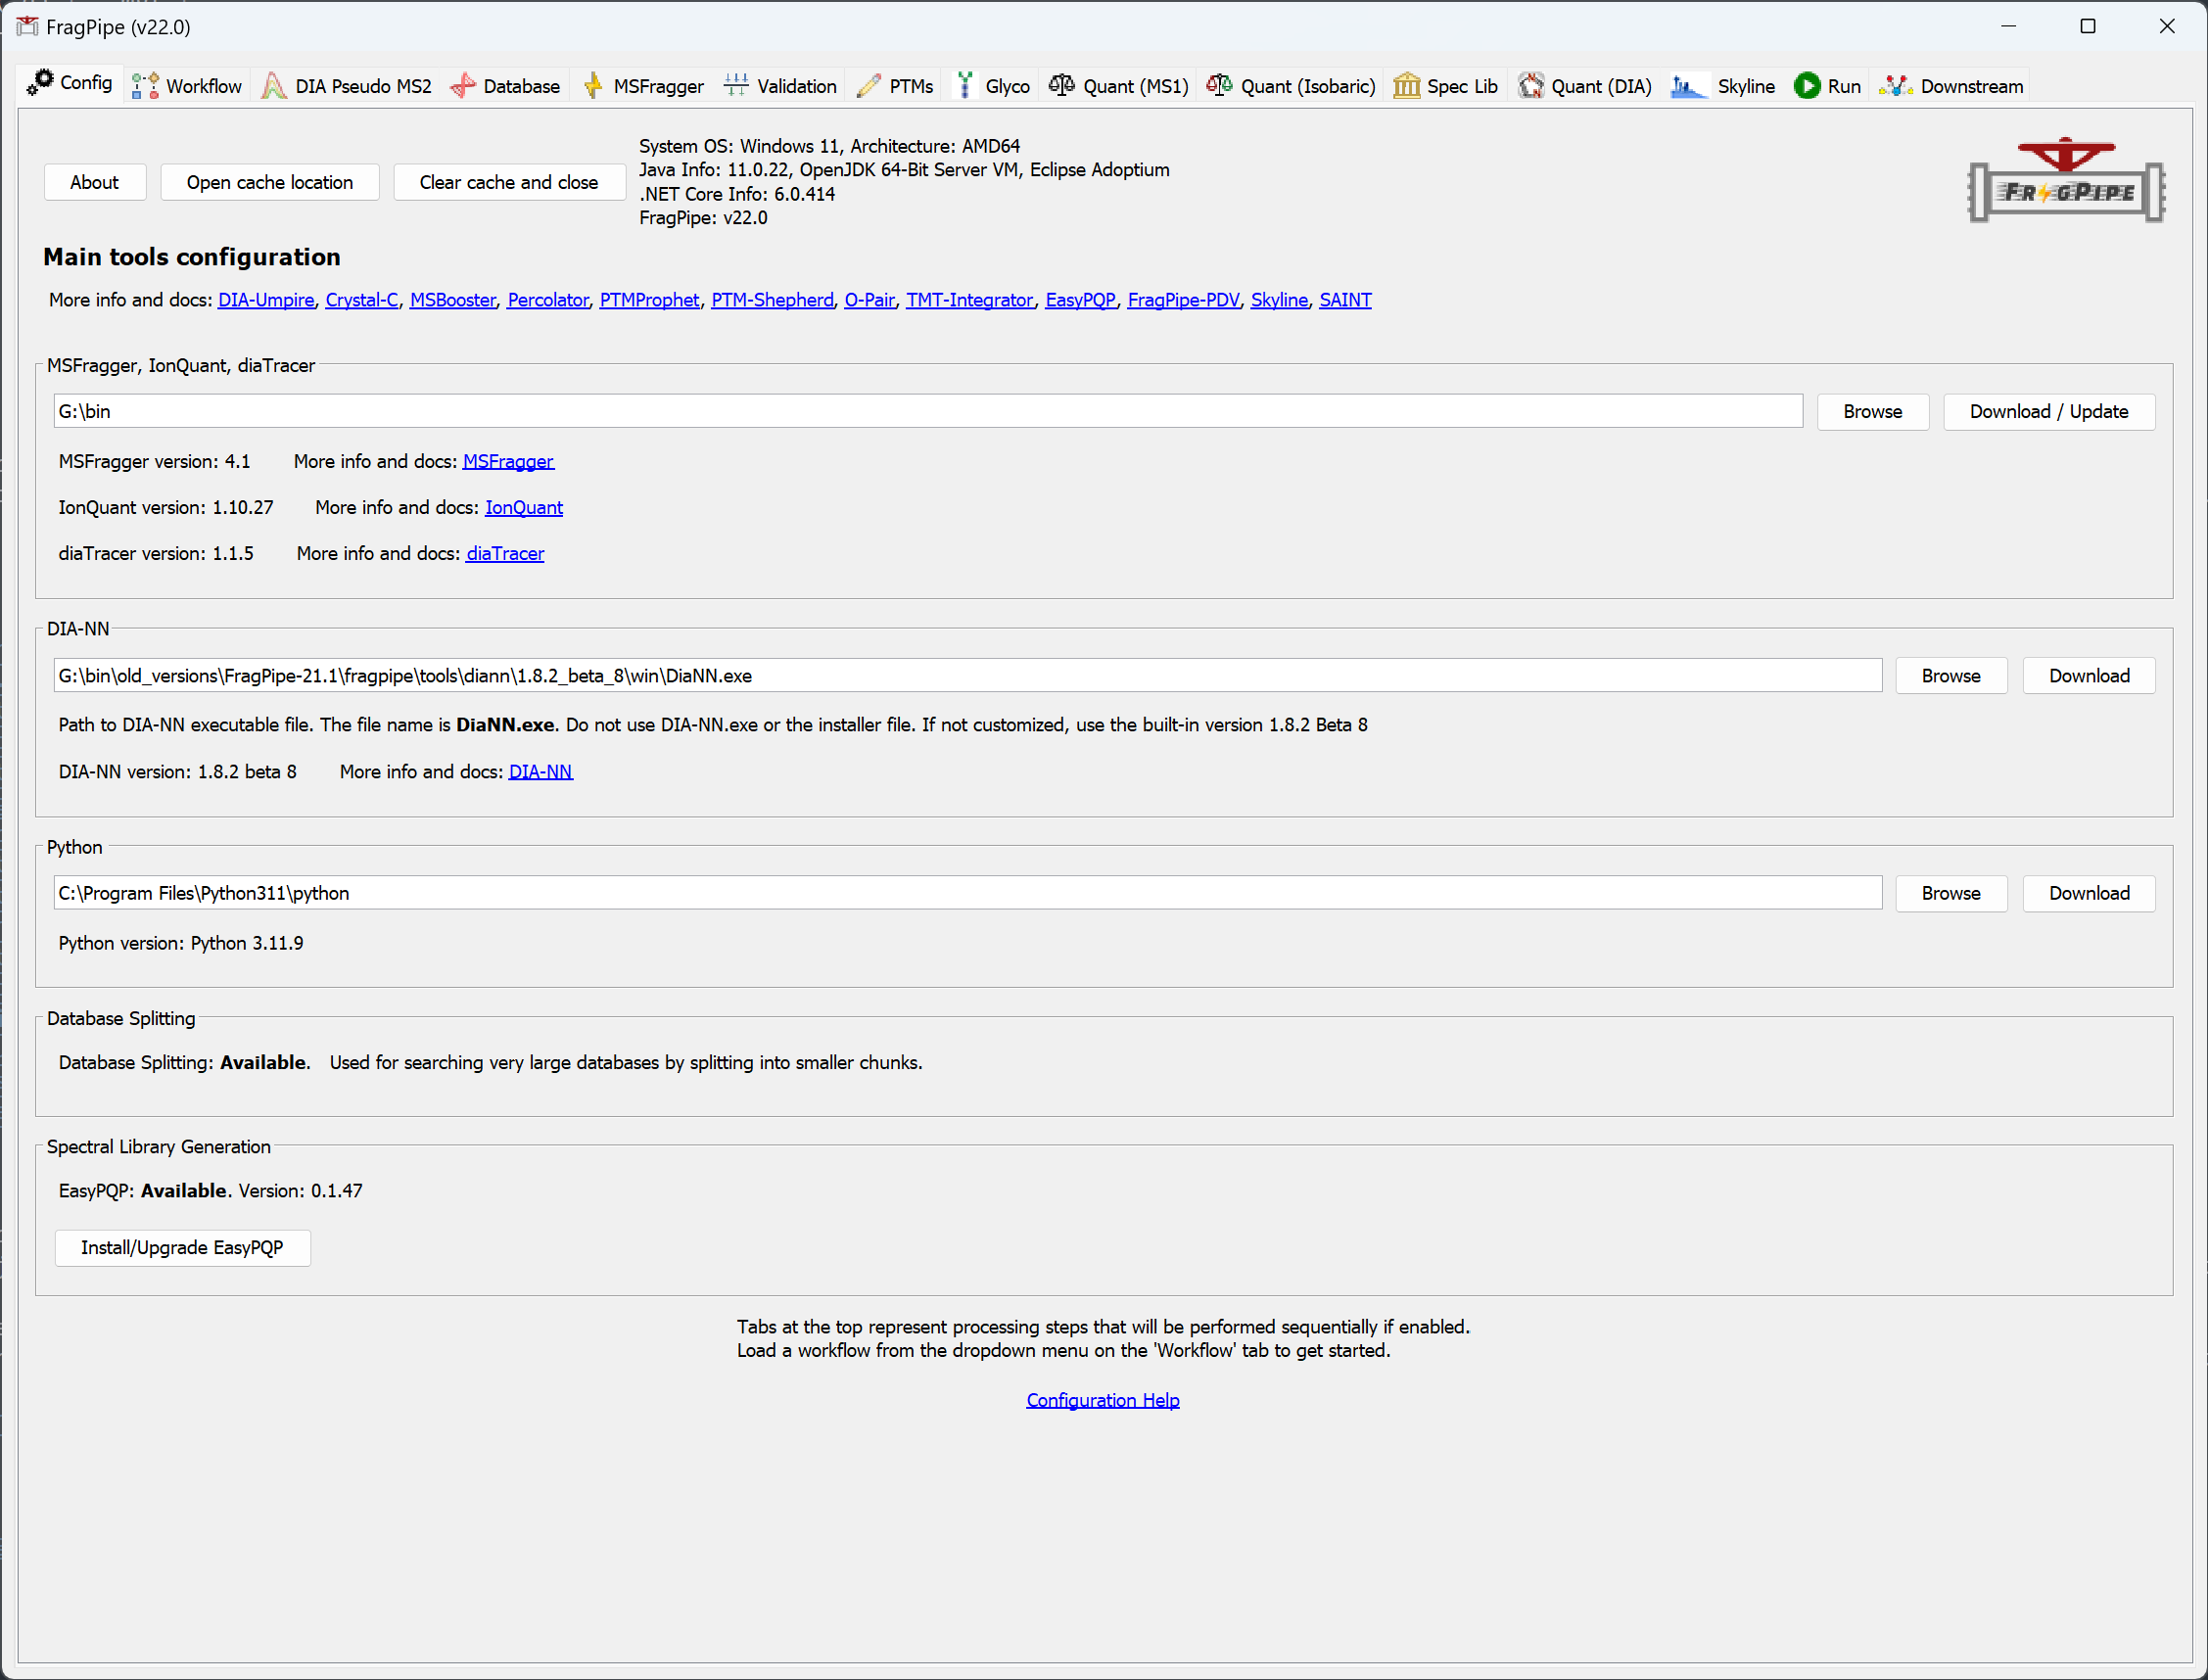 FragPipe (v22.0)
Config Workflow DIA Pseudo MS2 Database MSFragger Validation PTMs Glyco Quant (MS1) Quant (Isobaric) Spec Lib Quant (DIA) Skyline Run Downstream
About Open cache location Clear cache and close
System OS: Windows 11, Architecture: AMD64
Java Info: 11.0.22, OpenJDK 64-Bit Server VM, Eclipse Adoptium
.NET Core Info: 6.0.414
FragPipe: v22.0
FRAGPIPE
Main tools configuration
More info and docs: DIA-Umpire, Crystal-C, MSBooster, Percolator, PTMProphet, PTM-Shepherd, O-Pair, TMT-Integrator, EasyPQP, FragPipe-PDV, Skyline, SAINT
MSFragger, IonQuant, diaTracer
G:\bin Browse Download / Update
MSFragger version: 4.1 More info and docs: MSFragger
IonQuant version: 1.10.27 More info and docs: IonQuant
diaTracer version: 1.1.5 More info and docs: diaTracer
DIA-NN
G:\bin\old_versions\FragPipe-21.1\fragpipe\tools\diann\1.8.2_beta_8\win\DiaNN.exe Browse Download
Path to DIA-NN executable file. The file name is DiaNN.exe. Do not use DIA-NN.exe or the installer file. If not customized, use the built-in version 1.8.2 Beta 8
DIA-NN version: 1.8.2 beta 8 More info and docs: DIA-NN
Python
C:\Program Files\Python311\python Browse Download
Python version: Python 3.11.9
Database Splitting
Database Splitting: Available. Used for searching very large databases by splitting into smaller chunks.
Spectral Library Generation
EasyPQP: Available. Version: 0.1.47
Install/Upgrade EasyPQP
Tabs at the top represent processing steps that will be performed sequentially if enabled.
Load a workflow from the dropdown menu on the 'Workflow' tab to get started.
Configuration Help